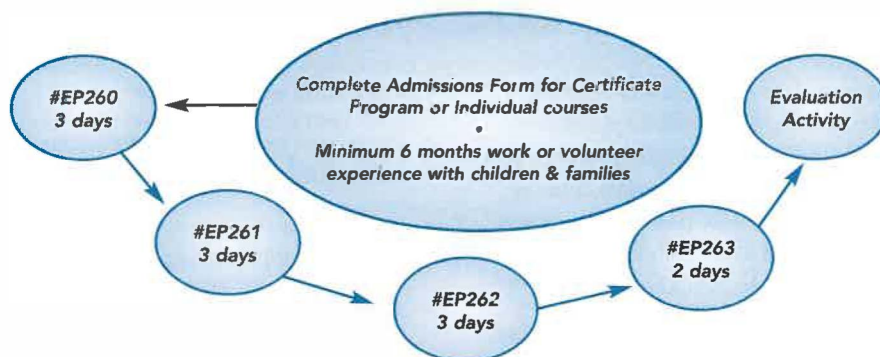 Complete Admissions Form for Certificate
Program or Individual courses
•
Minimum 6 months work or volunteer
experience with children & families
#EP260
3 days
#EP261
3 days
#EP262
3 days
#EP263
2 days
Evaluation
Activity